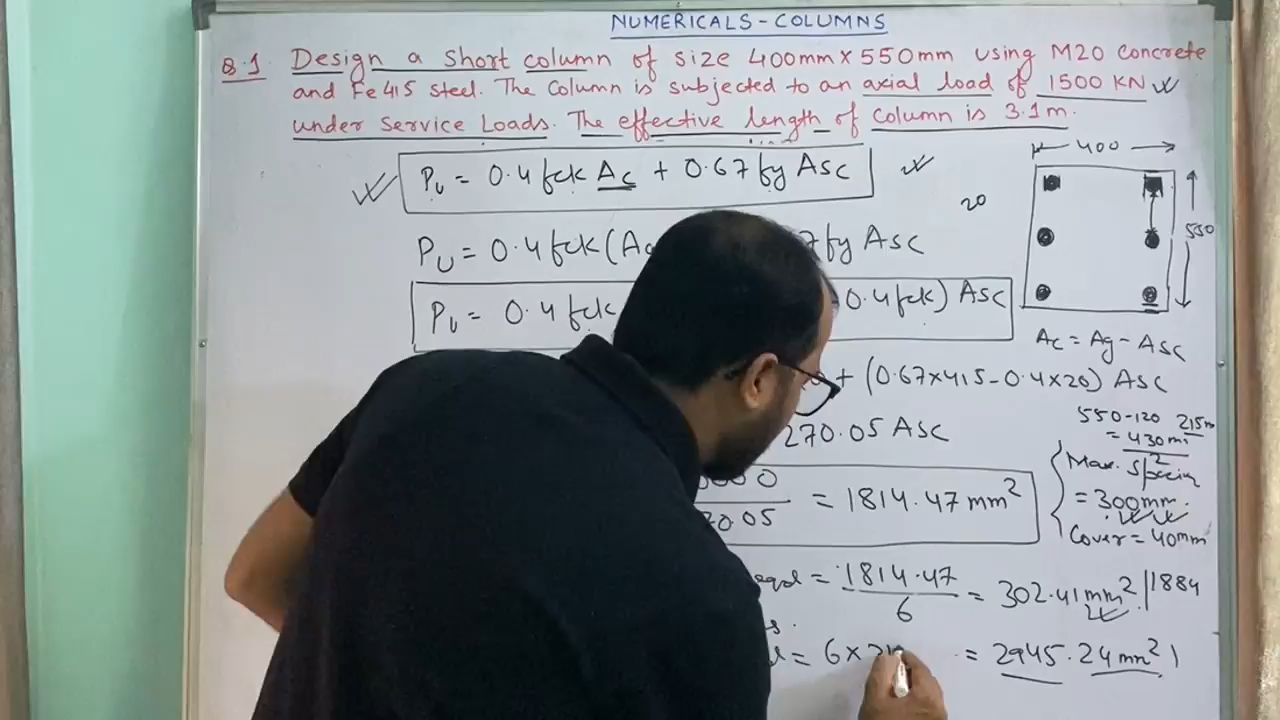 NUMERICALS - COLUMNS
Q.1 Design a short column of size 400mm x 550mm using M20 concrete
and Fe415 steel. The column is subjected to an axial load of 1500 KN
under service Loads. The effective length of column is 3.1m.
Pu = 0.4 fck Ac + 0.67 fy Asc
Pu = 0.4 fck (Ag fy Asc
Pu = 0.4 fck 0.4 fck) Asc
+ (0.67x415 - 0.4x20) Asc
270.05 Asc
= 1814.47 mm²
= 1814.47 / 6 = 302.41 mm² | 1884
= 6 x = 2945.24 mm²
20
400
550
Ac = Ag - Asc
550-120 215
= 430
Max.
= 300mm.
Cover = 40mm